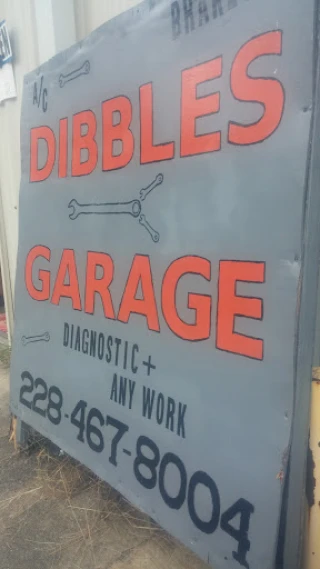 A/C
DIBBLES
GARAGE
DIAGNOSTIC +
ANY WORK
228-467-8004